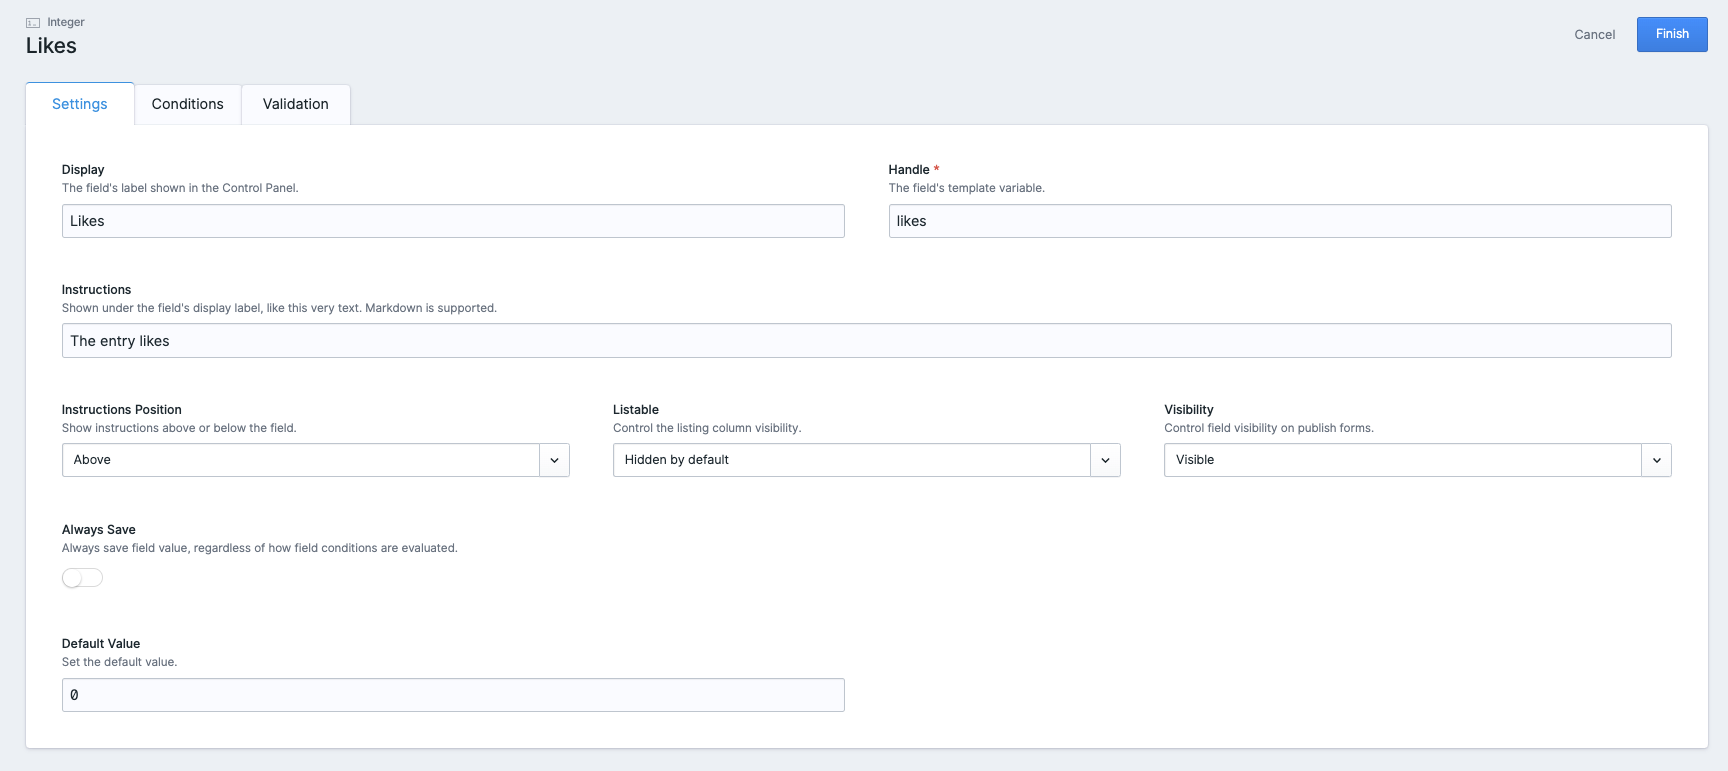 Integer
Likes
Cancel
Finish
Settings
Conditions
Validation
Display
The field's label shown in the Control Panel.
Likes
Handle *
The field's template variable.
likes
Instructions
Shown under the field's display label, like this very text. Markdown is supported.
The entry likes
Instructions Position
Show instructions above or below the field.
Above
Listable
Control the listing column visibility.
Hidden by default
Visibility
Control field visibility on publish forms.
Visible
Always Save
Always save field value, regardless of how field conditions are evaluated.
Default Value
Set the default value.
0